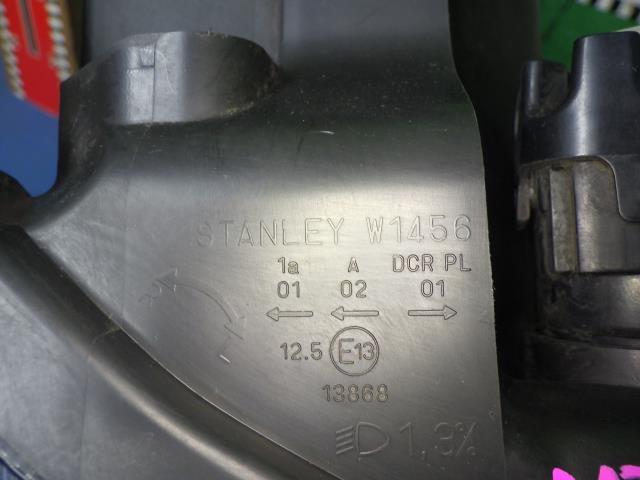 STANLEY W1456
1a A DCR PL
01 02 01
← ← →
12.5 E13
13868
1.3%